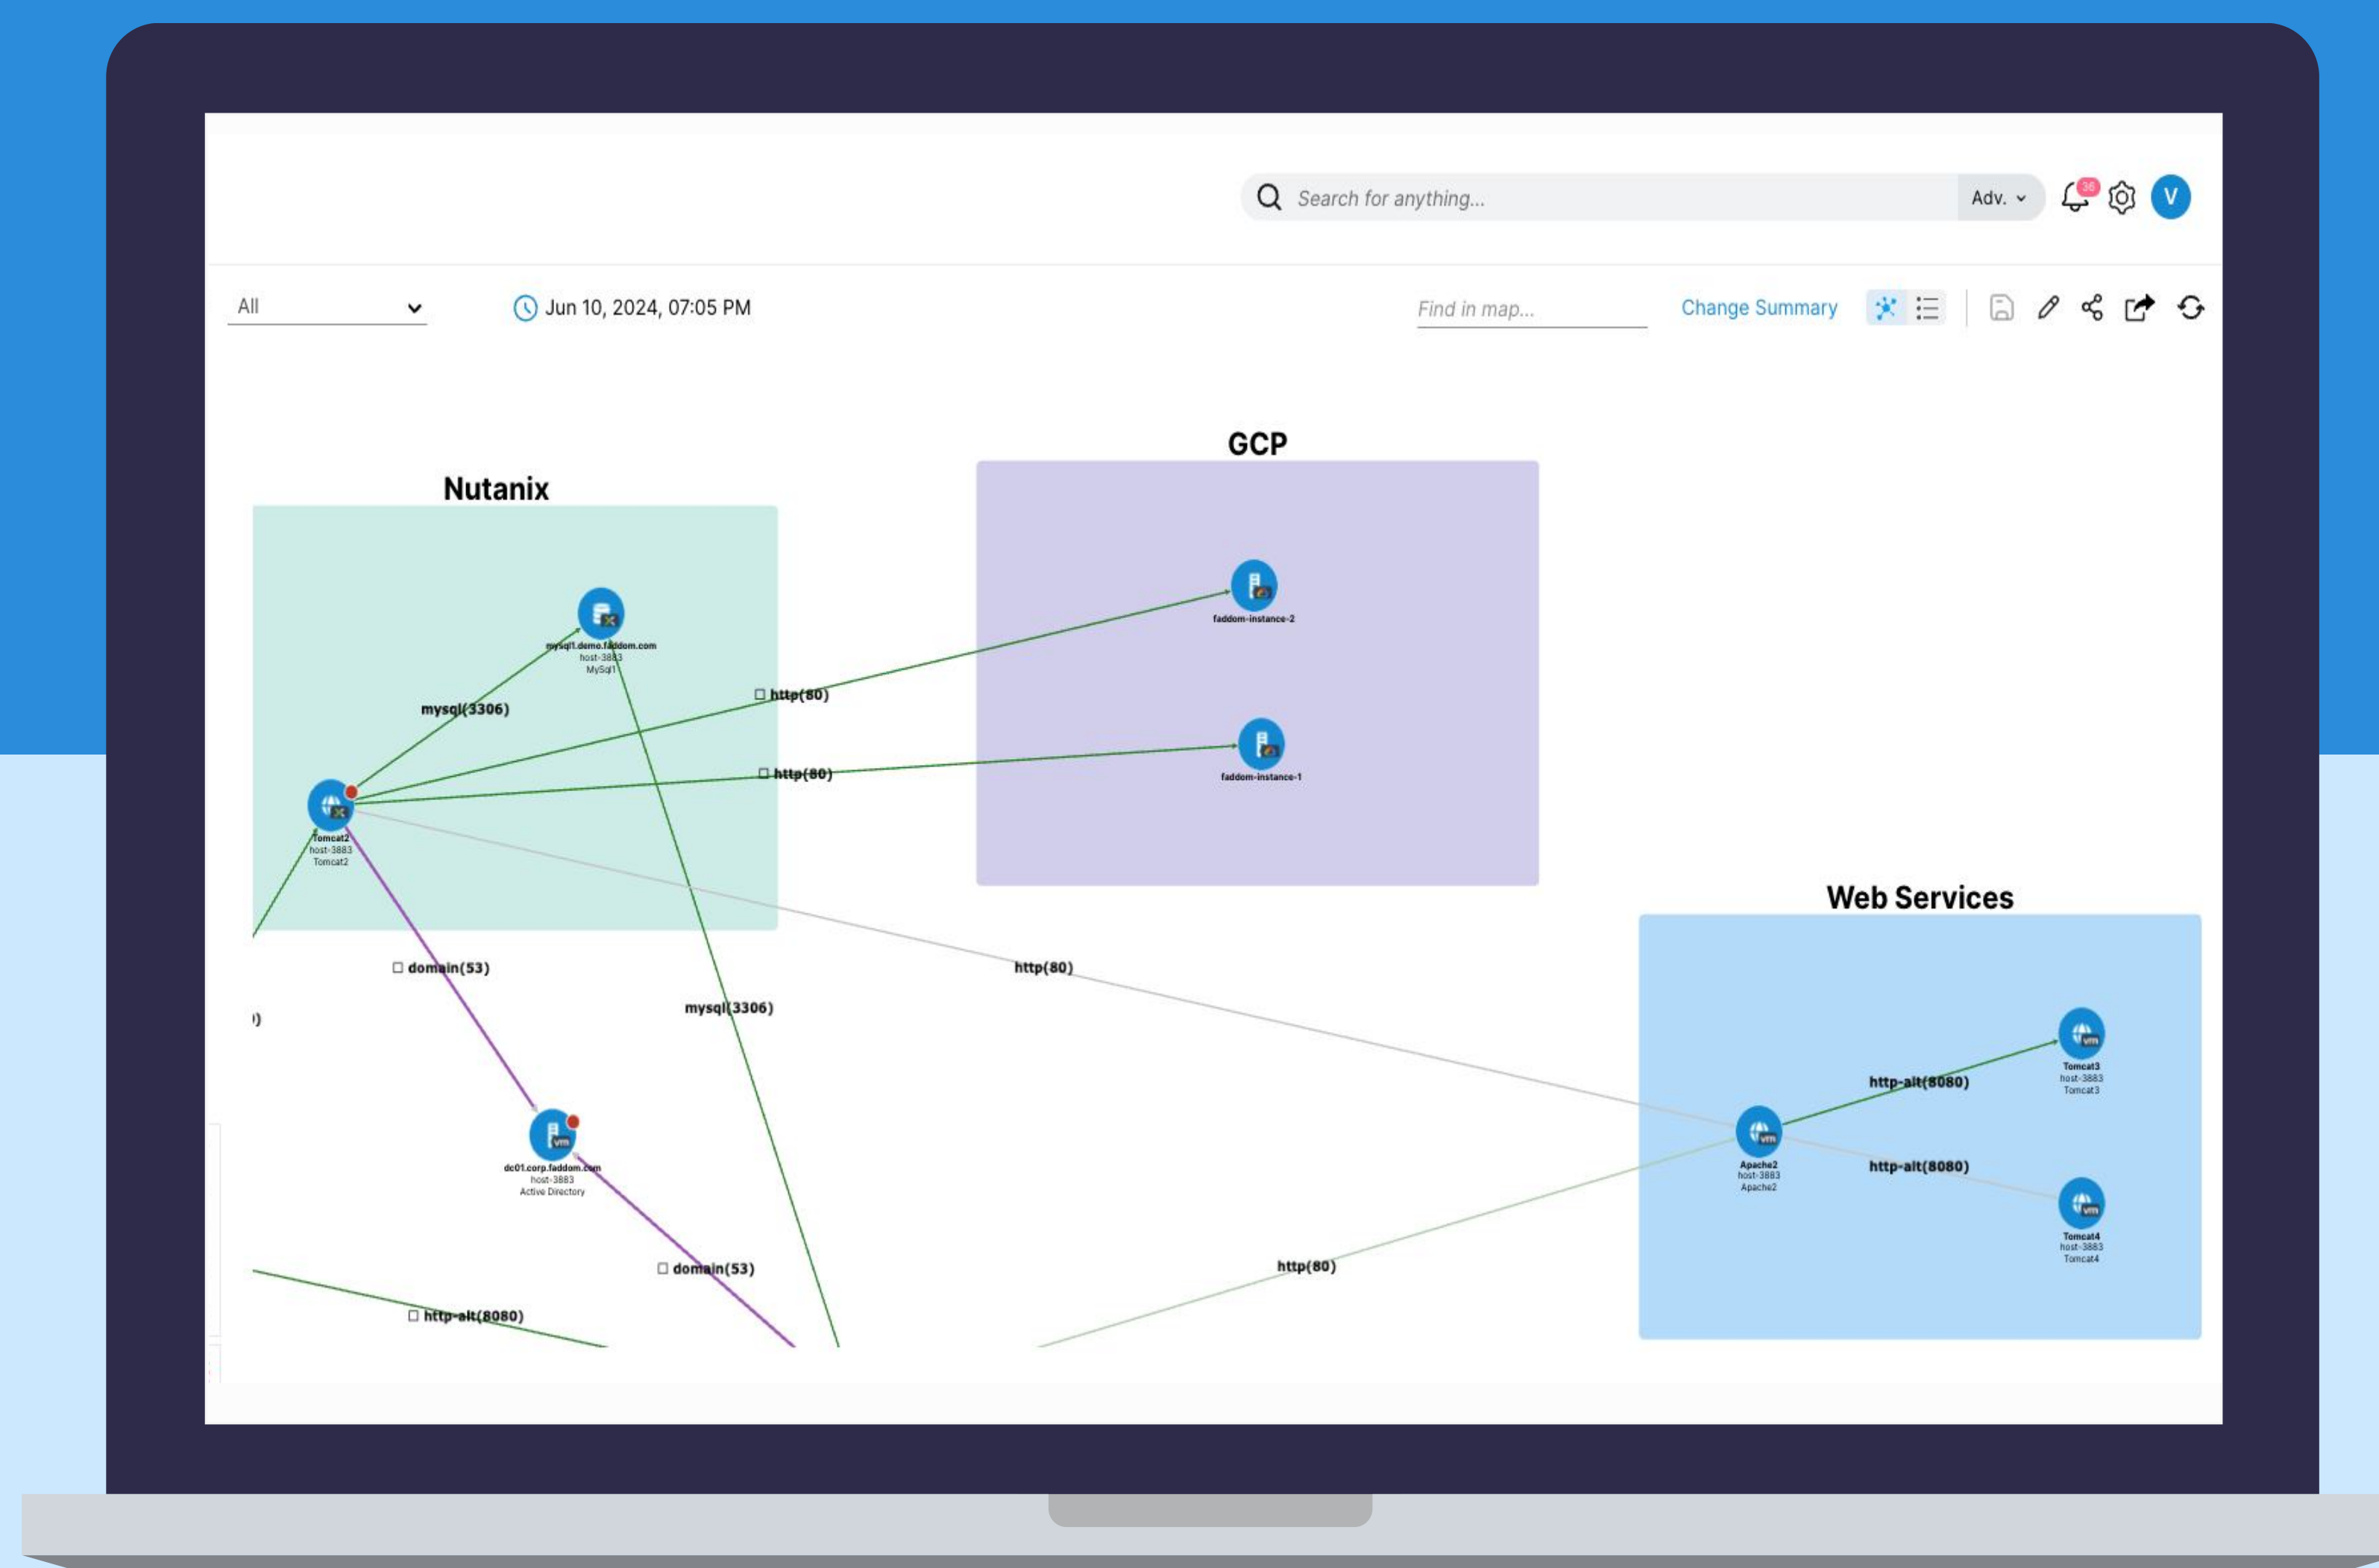 Search for anything...
Adv.
36
V
All
Jun 10, 2024, 07:05 PM
Find in map...
Change Summary
GCP
Nutanix
faddom-instance-2
mysql1.demo.faddom.com
host-3883
MySql1
http(80)
mysql(3306)
http(80)
faddom-instance-1
Tomcat2
host-3883
Tomcat2
Web Services
domain(53)
http(80)
mysql(3306)
)
Tomcat3
host-3883
Tomcat3
http-alt(8080)
Apache2
host-3883
Apache2
http-alt(8080)
dc01.corp.faddom.com
host-3883
Active Directory
Tomcat4
host-3883
Tomcat4
domain(53)
http(80)
http-alt(8080)